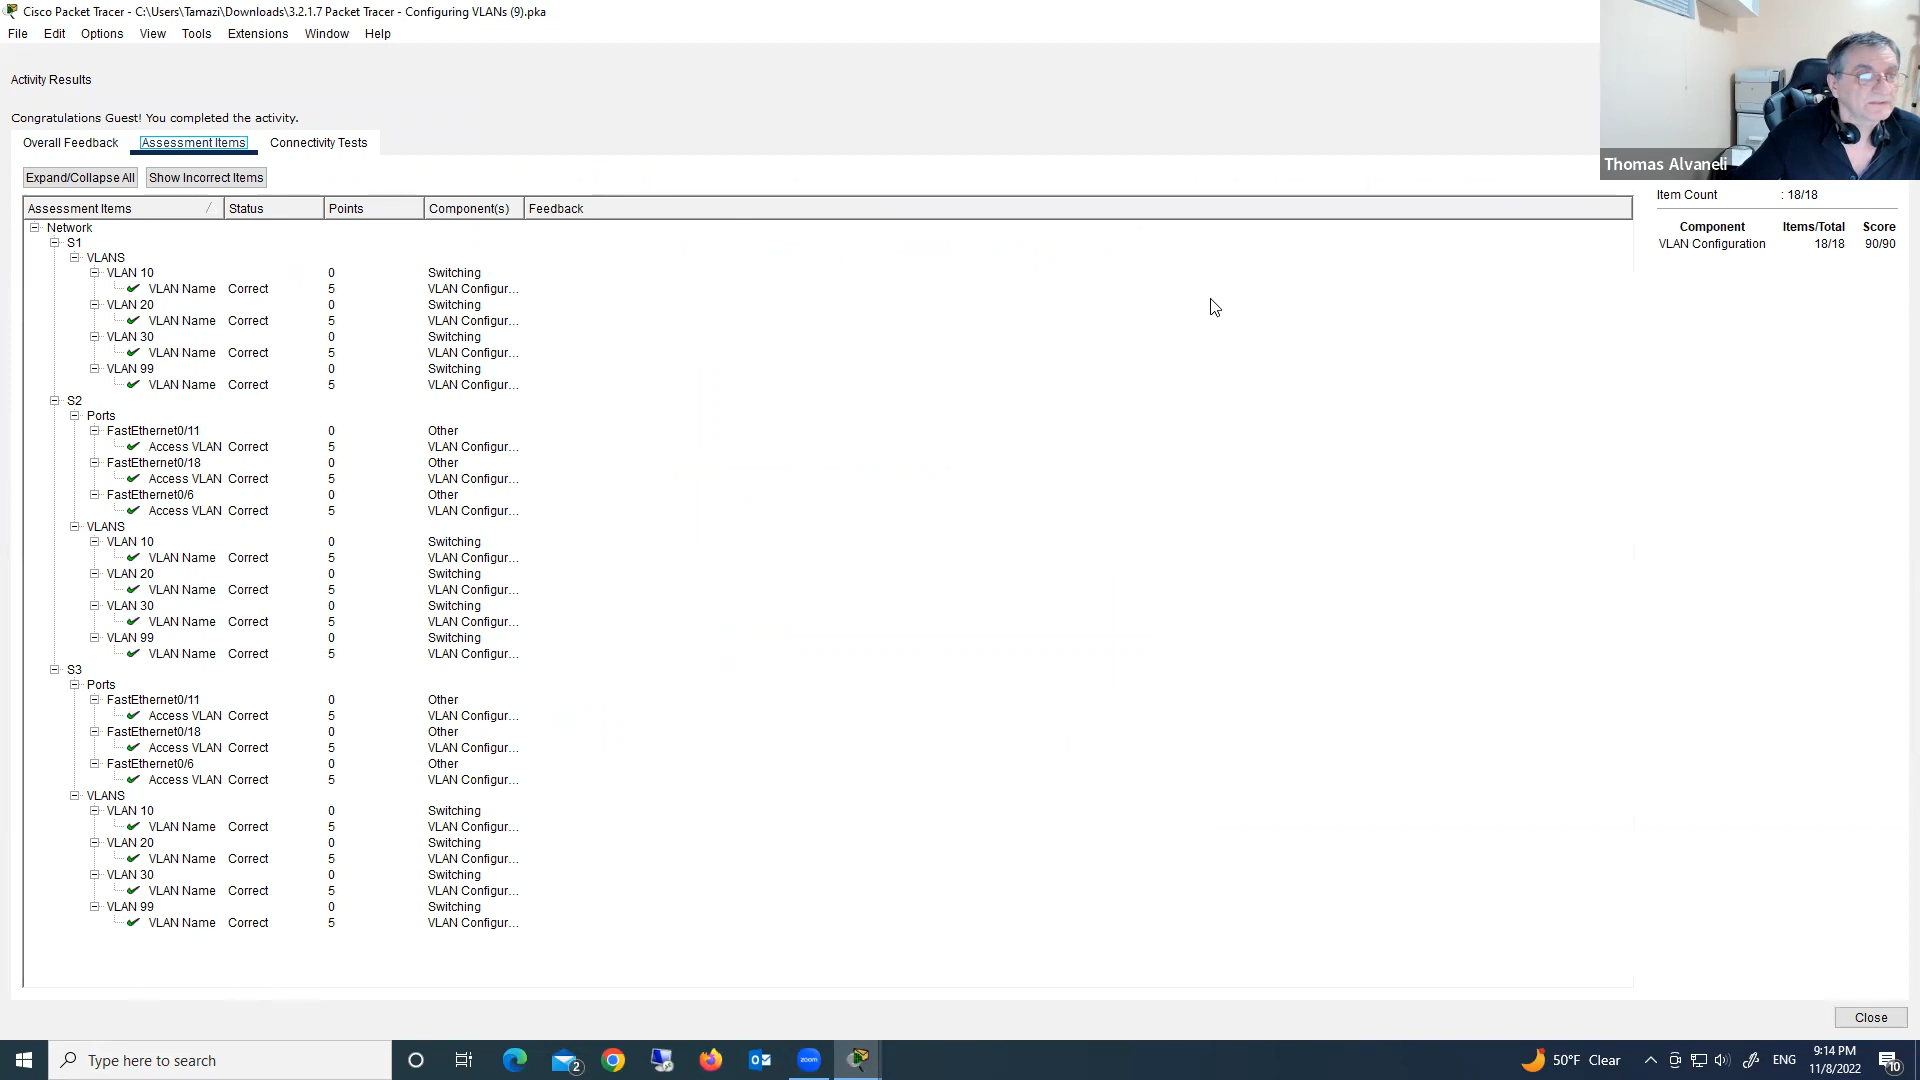 Cisco Packet Tracer - C:\Users\Tamazi\Downloads\3.2.1.7 Packet Tracer - Configuring VLANs (9).pka
File Edit Options View Tools Extensions Window Help
Thomas Alvaneli
Activity Results
Congratulations Guest! You completed the activity.
Overall Feedback Assessment Items Connectivity Tests
Expand/Collapse All Show Incorrect Items
Assessment Items Status Points Component(s) Feedback
Network
S1
VLANS
VLAN 10 0 Switching
VLAN Name Correct 5 VLAN Configur...
VLAN 20 0 Switching
VLAN Name Correct 5 VLAN Configur...
VLAN 30 0 Switching
VLAN Name Correct 5 VLAN Configur...
VLAN 99 0 Switching
VLAN Name Correct 5 VLAN Configur...
S2
Ports
FastEthernet0/11 0 Other
Access VLAN Correct 5 VLAN Configur...
FastEthernet0/18 0 Other
Access VLAN Correct 5 VLAN Configur...
FastEthernet0/6 0 Other
Access VLAN Correct 5 VLAN Configur...
VLANS
VLAN 10 0 Switching
VLAN Name Correct 5 VLAN Configur...
VLAN 20 0 Switching
VLAN Name Correct 5 VLAN Configur...
VLAN 30 0 Switching
VLAN Name Correct 5 VLAN Configur...
VLAN 99 0 Switching
VLAN Name Correct 5 VLAN Configur...
S3
Ports
FastEthernet0/11 0 Other
Access VLAN Correct 5 VLAN Configur...
FastEthernet0/18 0 Other
Access VLAN Correct 5 VLAN Configur...
FastEthernet0/6 0 Other
Access VLAN Correct 5 VLAN Configur...
VLANS
VLAN 10 0 Switching
VLAN Name Correct 5 VLAN Configur...
VLAN 20 0 Switching
VLAN Name Correct 5 VLAN Configur...
VLAN 30 0 Switching
VLAN Name Correct 5 VLAN Configur...
VLAN 99 0 Switching
VLAN Name Correct 5 VLAN Configur...
Item Count : 18/18
Component Items/Total Score
VLAN Configuration 18/18 90/90
Close
Type here to search
2
zoom
50°F Clear
ENG
9:14 PM
11/8/2022
10